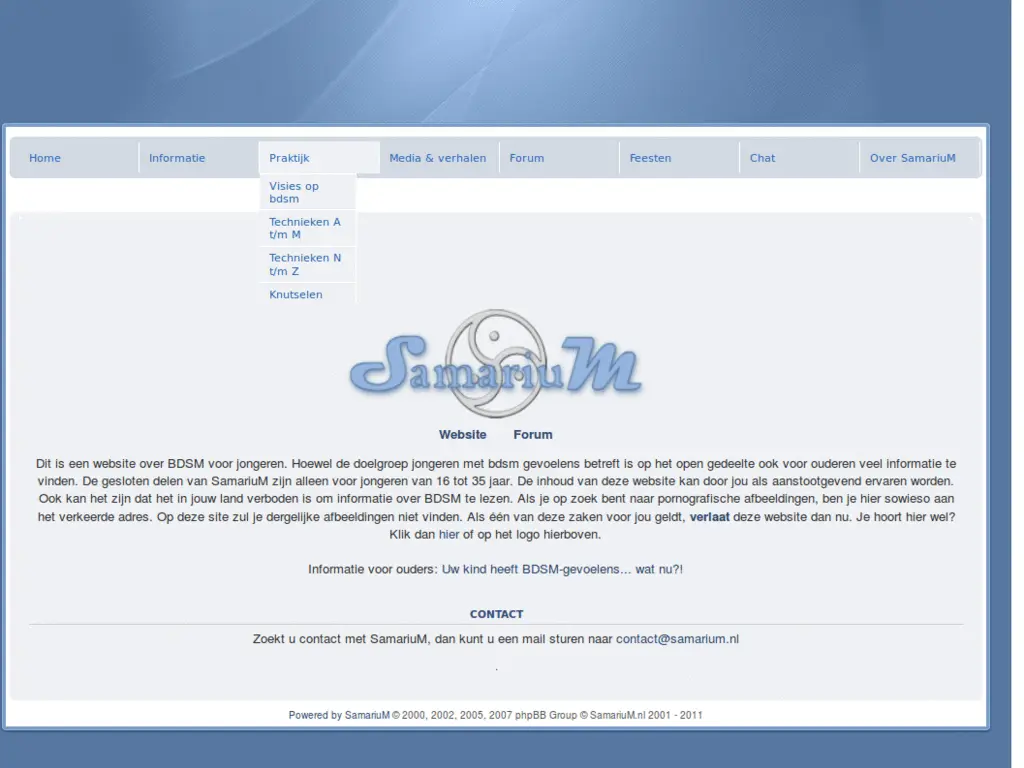 Home
Informatie
Praktijk
Media & verhalen
Forum
Feesten
Chat
Over SamariuM
Visies op
bdsm
Technieken A
t/m M
Technieken N
t/m Z
Knutselen
SamariuM
Website Forum
Dit is een website over BDSM voor jongeren. Hoewel de doelgroep jongeren met bdsm gevoelens betreft is op het open gedeelte ook voor ouderen veel informatie te
vinden. De gesloten delen van SamariuM zijn alleen voor jongeren van 16 tot 35 jaar. De inhoud van deze website kan door jou als aanstootgevend ervaren worden.
Ook kan het zijn dat het in jouw land verboden is om informatie over BDSM te lezen. Als je op zoek bent naar pornografische afbeeldingen, ben je hier sowieso aan
het verkeerde adres. Op deze site zul je dergelijke afbeeldingen niet vinden. Als één van deze zaken voor jou geldt, verlaat deze website dan nu. Je hoort hier wel?
Klik dan hier of op het logo hierboven.
Informatie voor ouders: Uw kind heeft BDSM-gevoelens... wat nu?!
CONTACT
Zoekt u contact met SamariuM, dan kunt u een mail sturen naar contact@samarium.nl
.
Powered by SamariuM © 2000, 2002, 2005, 2007 phpBB Group © SamariuM.nl 2001 - 2011